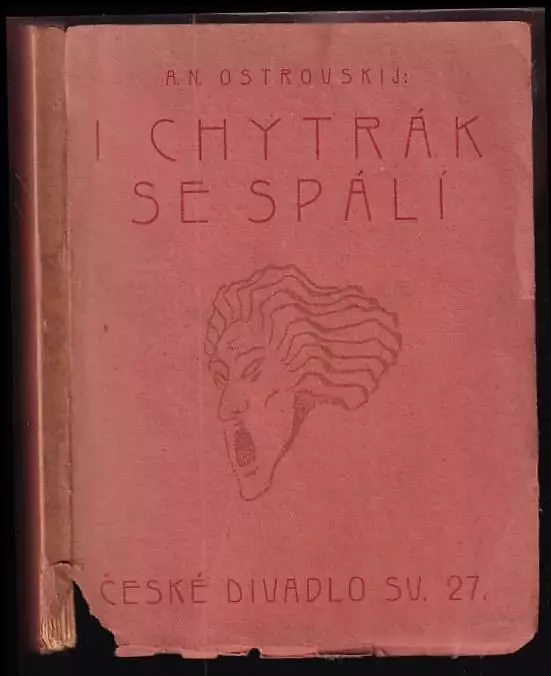 A. N. OSTROVSKIJ:
I CHYTRÁK
SE SPÁLÍ
ČESKÉ DIVADLO SV. 27.